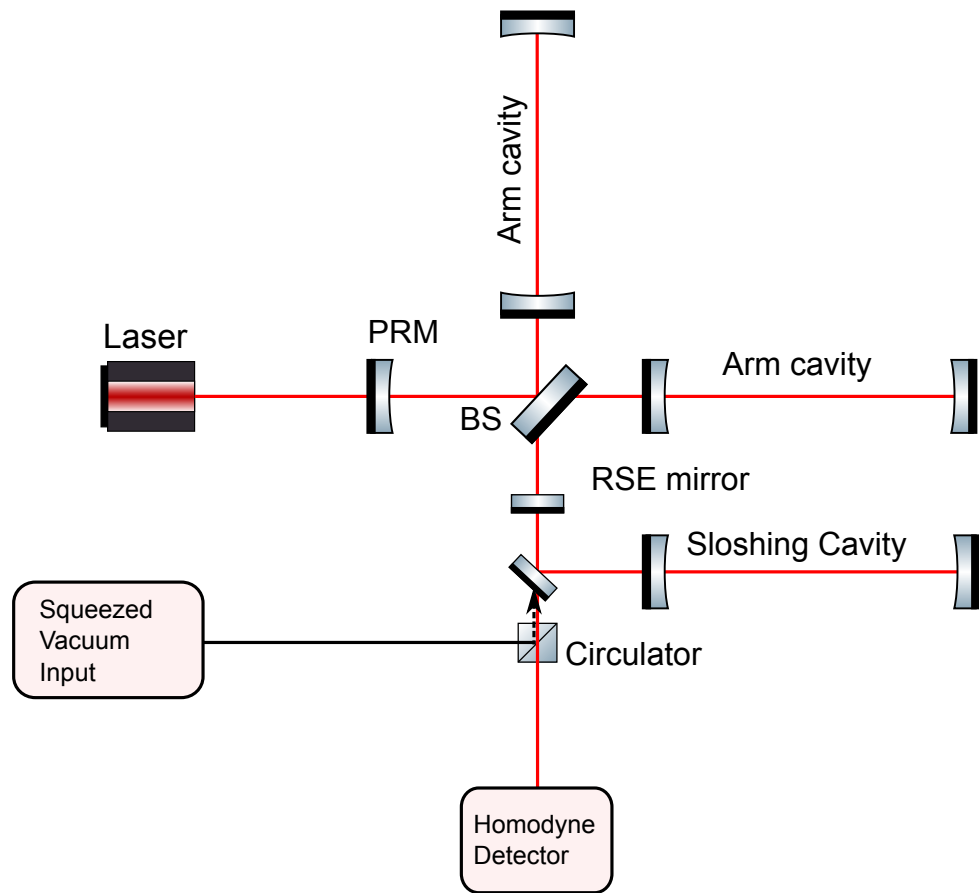 Arm cavity
Laser
PRM
BS
Arm cavity
RSE mirror
Sloshing Cavity
Squeezed
Vacuum
Input
Circulator
Homodyne
Detector